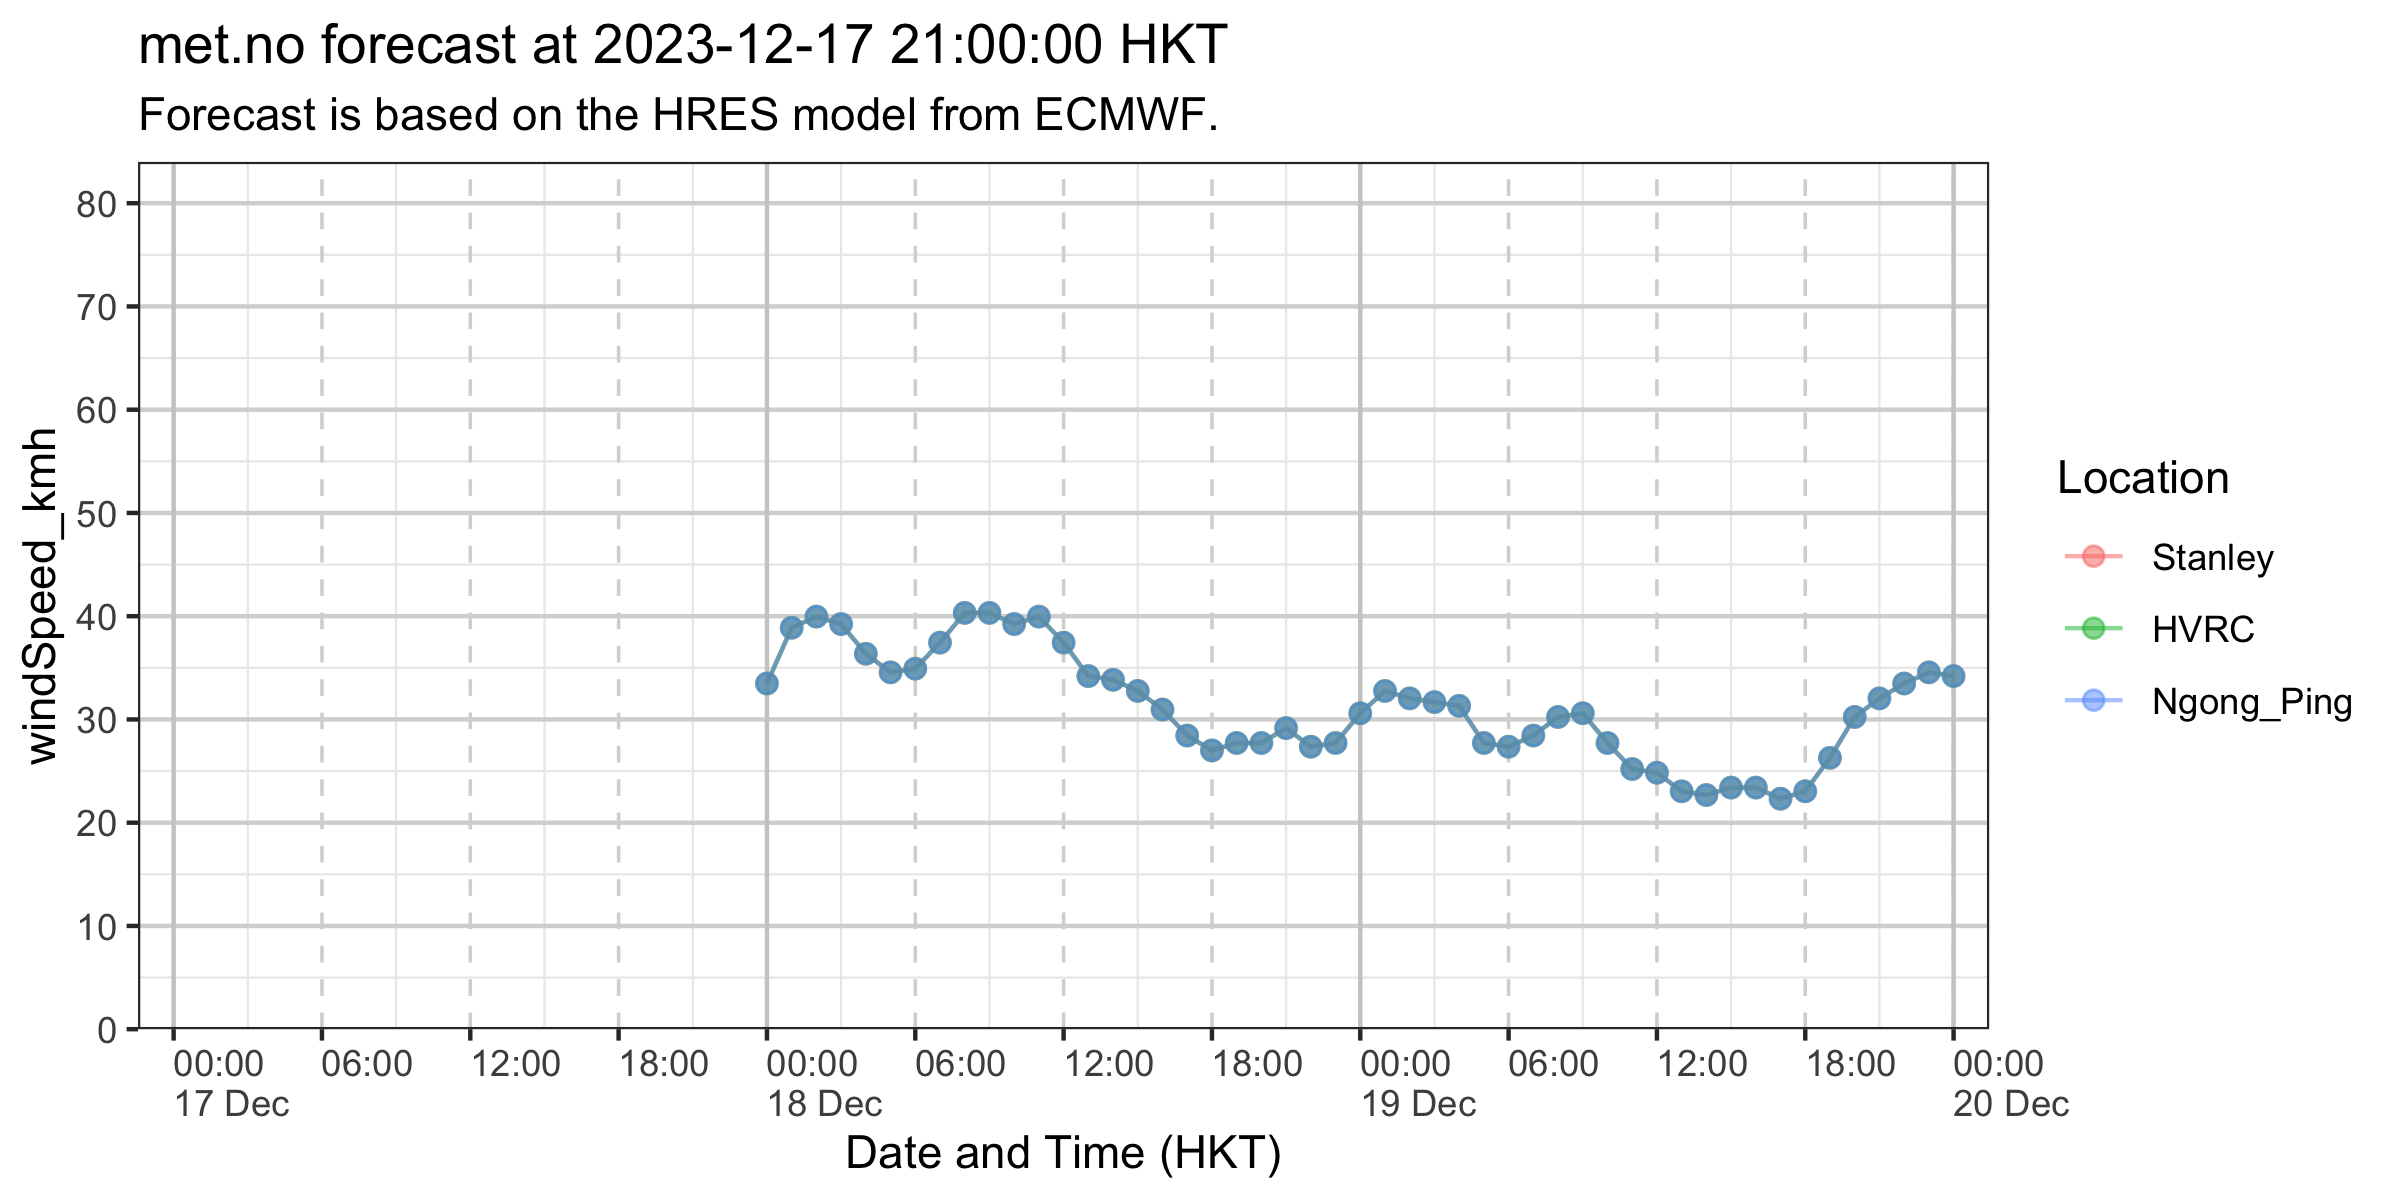 met.no forecast at 2023-12-17 21:00:00 HKT
Forecast is based on the HRES model from ECMWF.
windSpeed_kmh
80
70
60
50
40
30
20
10
0
00:00 06:00 12:00 18:00 00:00 06:00 12:00 18:00 00:00 06:00 12:00 18:00 00:00
17 Dec 18 Dec 19 Dec 20 Dec
Date and Time (HKT)
Location
Stanley
HVRC
Ngong_Ping